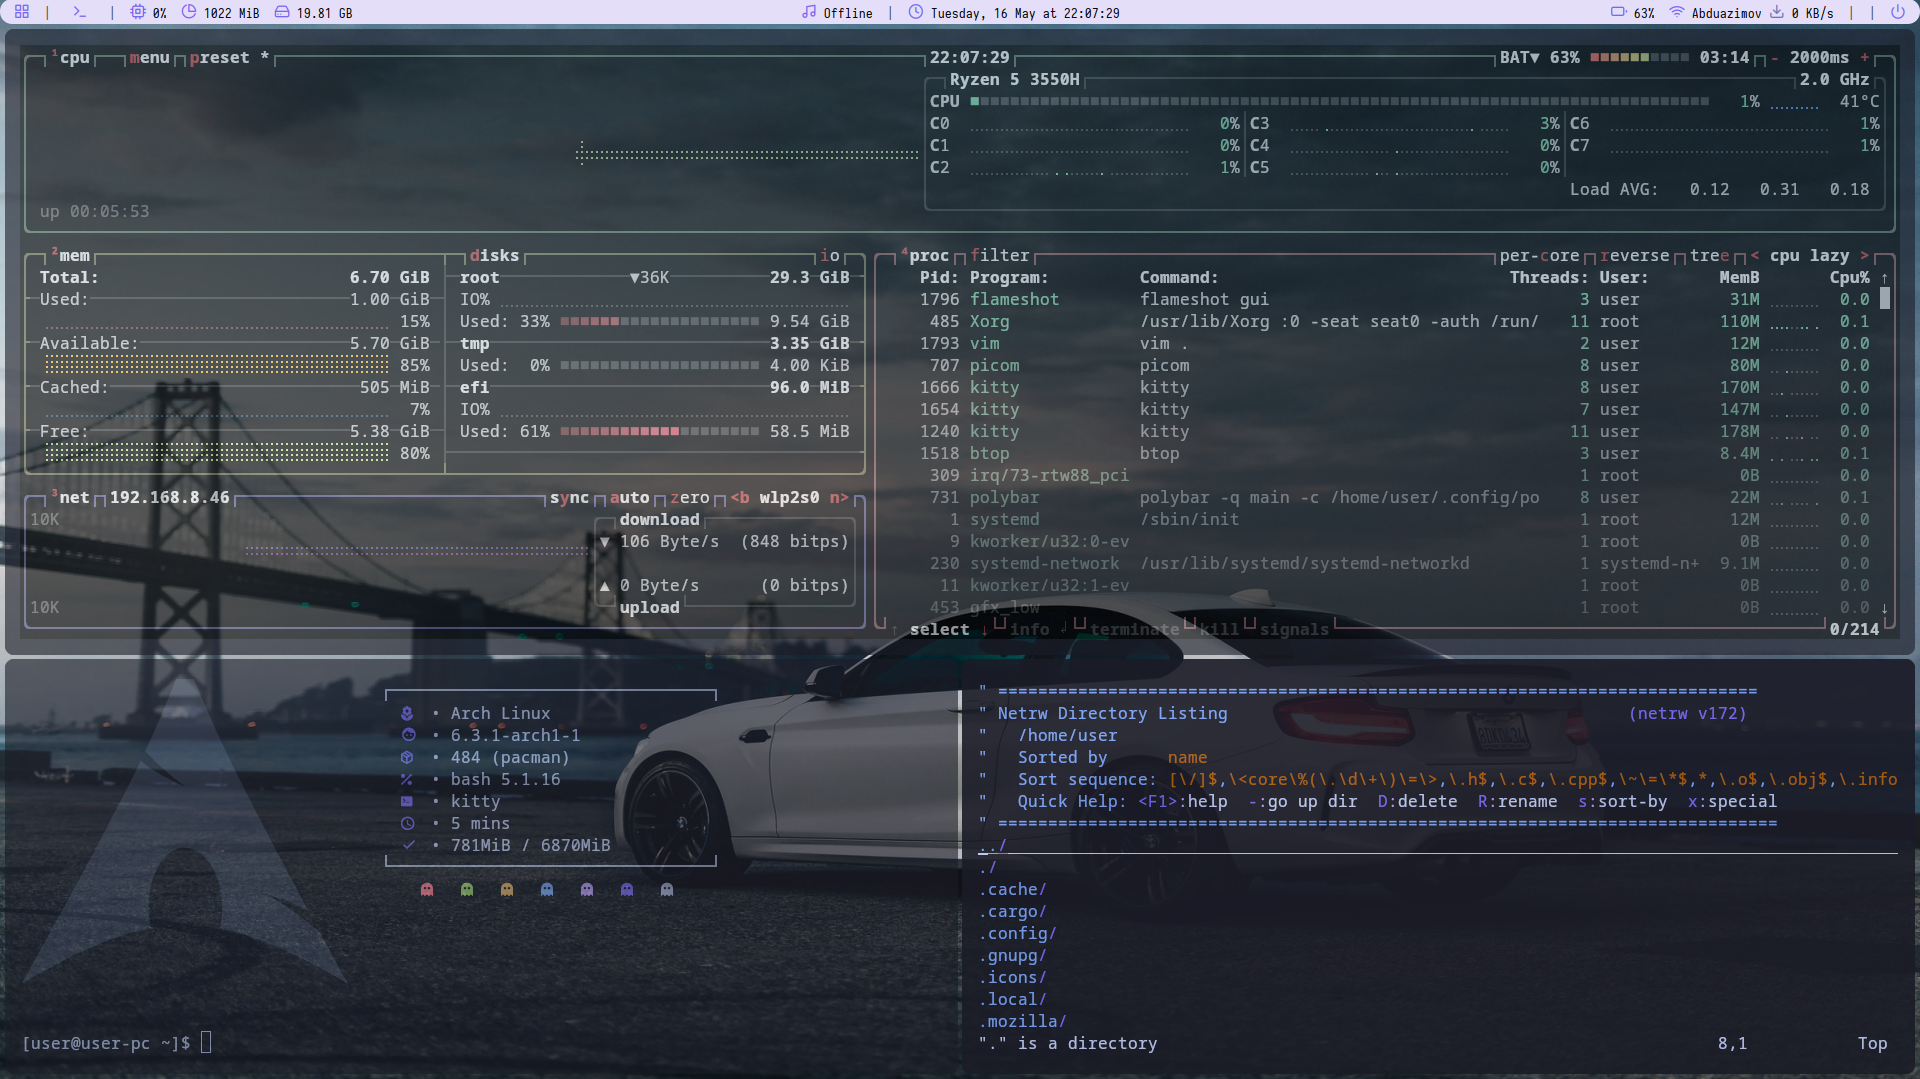 0% 1022 MiB 19.81 GB Offline | Tuesday, 16 May at 22:07:29 63% Abduazimov 0 KB/s
¹cpu menu preset * 22:07:29 BAT▼ 63% 03:14 - 2000ms +
Ryzen 5 3550H 2.0 GHz
CPU 1% 41°C
C0 0% C3 3% C6 1%
C1 0% C4 0% C7 1%
C2 1% C5 0%
Load AVG: 0.12 0.31 0.18
up 00:05:53
²mem
Total: 6.70 GiB
Used: 1.00 GiB
15%
Available: 5.70 GiB
85%
Cached: 505 MiB
7%
Free: 5.38 GiB
80%
disks io
root ▼36K 29.3 GiB
IO%
Used: 33% 9.54 GiB
tmp 3.35 GiB
Used: 0% 4.00 KiB
efi 96.0 MiB
IO%
Used: 61% 58.5 MiB
³net 192.168.8.46 sync auto zero <b wlp2s0 n>
10K
download
▼ 106 Byte/s (848 bitps)
▲ 0 Byte/s (0 bitps)
upload
10K
⁴proc filter per-core reverse tree < cpu lazy >
Pid: Program: Command: Threads: User: MemB Cpu% ↑
1796 flameshot flameshot gui 3 user 31M 0.0
485 Xorg /usr/lib/Xorg :0 -seat seat0 -auth /run/ 11 root 110M 0.1
1793 vim vim . 2 user 12M 0.0
707 picom picom 8 user 80M 0.0
1666 kitty kitty 8 user 170M 0.0
1654 kitty kitty 7 user 147M 0.0
1240 kitty kitty 11 user 178M 0.0
1518 btop btop 3 user 8.4M 0.1
309 irq/73-rtw88_pci 1 root 0B 0.0
731 polybar polybar -q main -c /home/user/.config/po 8 user 22M 0.1
1 systemd /sbin/init 1 root 12M 0.0
9 kworker/u32:0-ev 1 root 0B 0.0
230 systemd-network /usr/lib/systemd/systemd-networkd 1 systemd-n+ 9.1M 0.0
11 kworker/u32:1-ev 1 root 0B 0.0
453 gfx_low 1 root 0B 0.0 ↓
↑ select ↓ info ↲ terminate kill signals 0/214
• Arch Linux
• 6.3.1-arch1-1
• 484 (pacman)
• bash 5.1.16
• kitty
• 5 mins
• 781MiB / 6870MiB
[user@user-pc ~]$
" ============================================================================
" Netrw Directory Listing (netrw v172)
" /home/user
" Sorted by name
" Sort sequence: [\/]$,\<core\%(\.\d\+\)\=\>,\.h$,\.c$,\.cpp$,\~\=\*$,*,\.o$,\.obj$,\.info
" Quick Help: <F1>:help -:go up dir D:delete R:rename s:sort-by x:special
" ==============================================================================
../
./
.cache/
.cargo/
.config/
.gnupg/
.icons/
.local/
.mozilla/
"." is a directory 8,1 Top